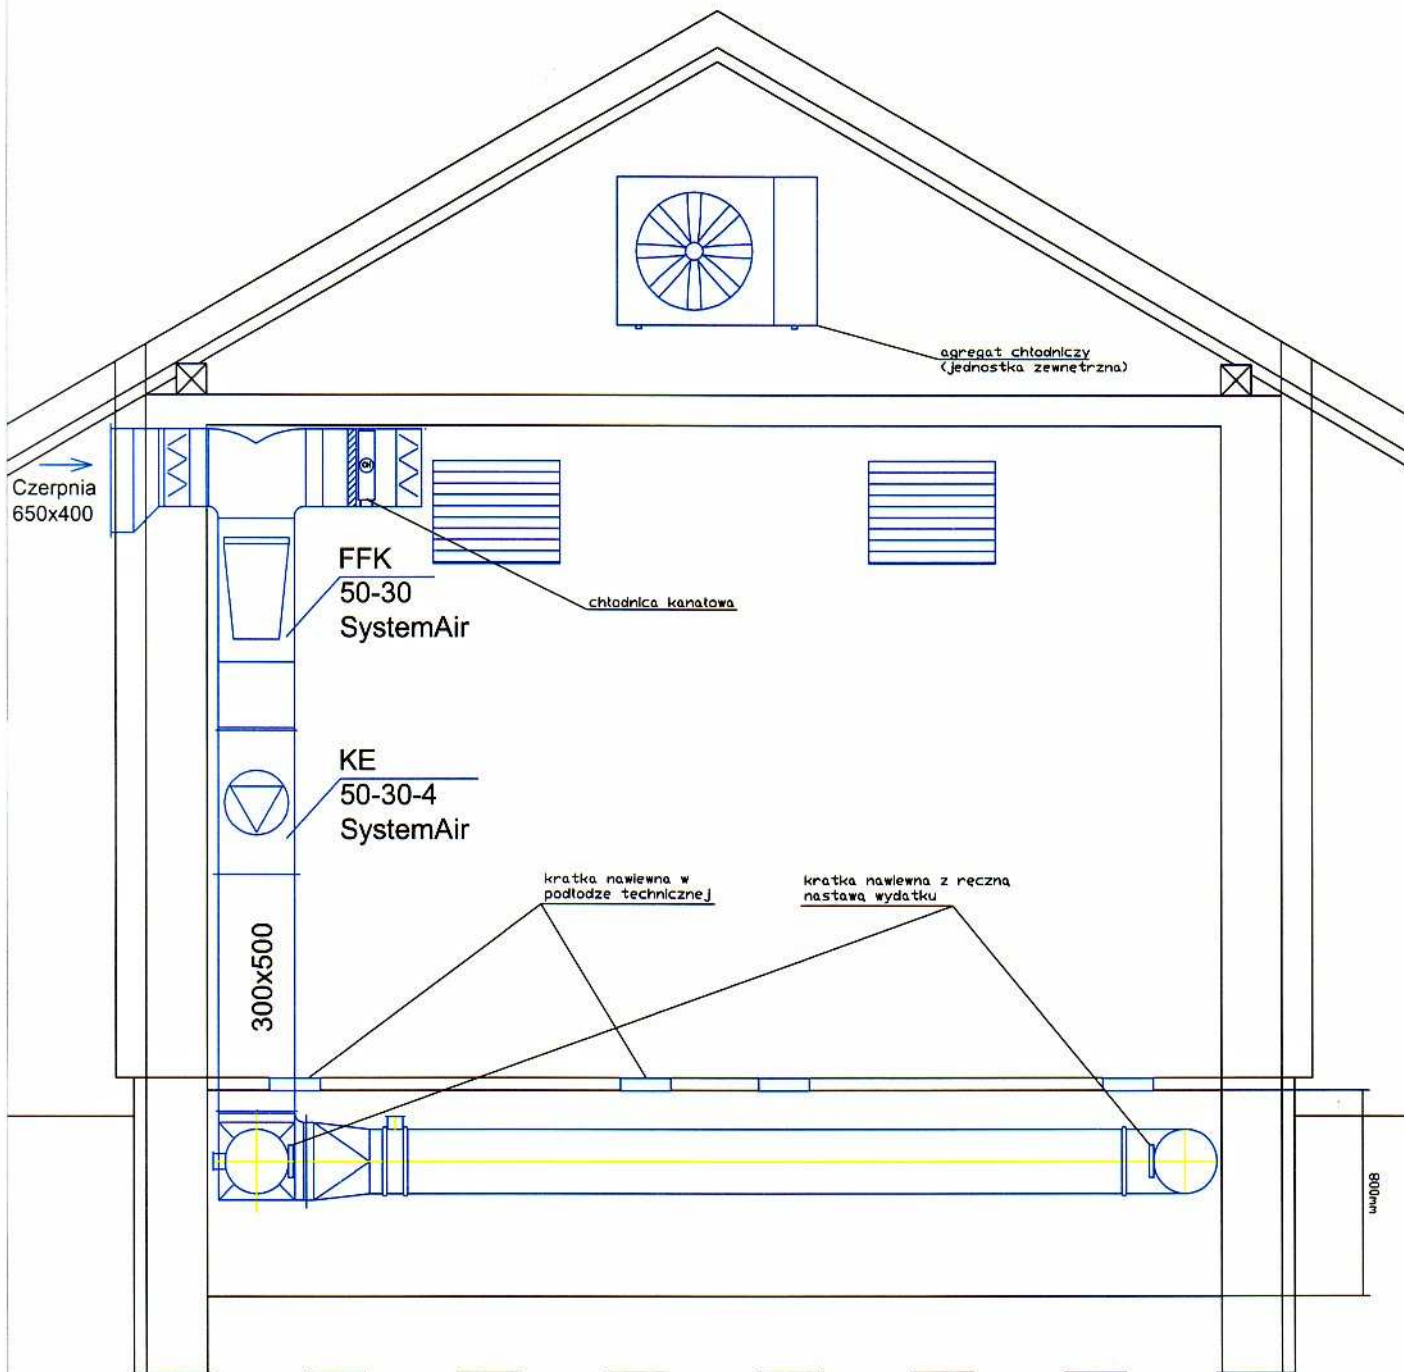 agregat chłodniczy
(jednostka zewnętrzna)
Czerpnia
650x400
FFK
50-30
SystemAir
chłodnica kanałowa
KE
50-30-4
SystemAir
kratka nawiewna w
podłodze technicznej
kratka nawiewna z ręczną
nastawą wydatku
300x500
800mm